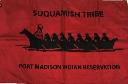 SUQUAMISH TRIBE
PORT MADISON INDIAN RESERVATION